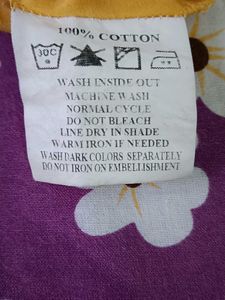 100% COTTON
30C
WASH INSIDE OUT
MACHINE WASH
NORMAL CYCLE
DO NOT BLEACH
LINE DRY IN SHADE
WARM IRON IF NEEDED
WASH DARK COLORS SEPARATELY
DO NOT IRON ON EMBELLISHMENT